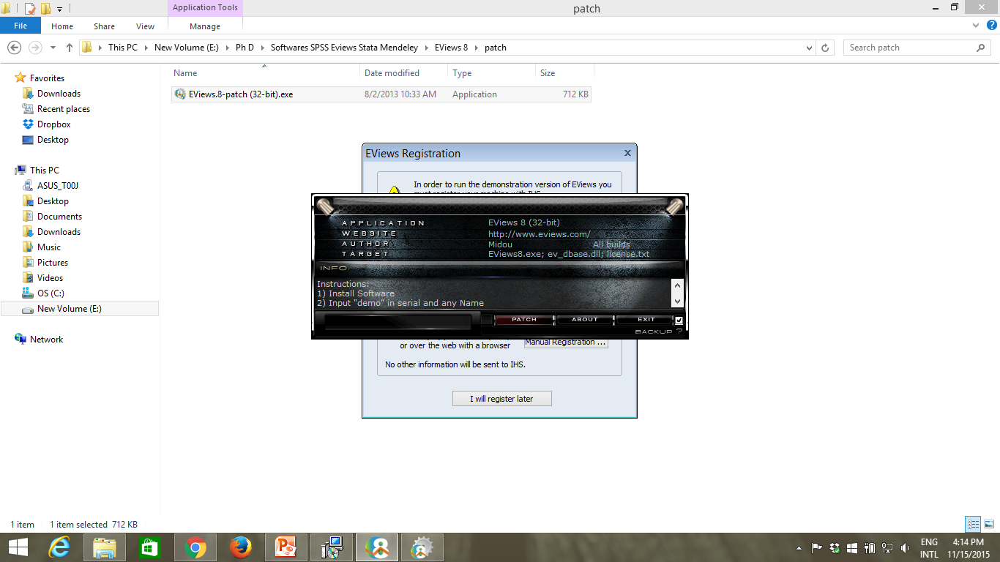 Application Tools
patch
File
Home
Share
View
Manage
This PC
New Volume (E:)
Ph D
Softwares SPSS Eviews Stata Mendeley
EViews 8
patch
Search patch
Favorites
Downloads
Recent places
Dropbox
Desktop
This PC
ASUS_T00J
Desktop
Documents
Downloads
Music
Pictures
Videos
OS (C:)
New Volume (E:)
Network
Name
Date modified
Type
Size
EViews.8-patch (32-bit).exe
8/2/2013 10:33 AM
Application
712 KB
EViews Registration
x
In order to run the demonstration version of EViews you
APPLICATION
EViews 8 (32-bit)
WEBSITE
http://www.eviews.com/
AUTHOR
Midou
All builds
TARGET
EViews8.exe; ev_dbase.dll; license.txt
INFO
Instructions:
1) Install Software
2) Input "demo" in serial and any Name
PATCH
ABOUT
EXIT
BACKUP ?
or over the web with a browser
Manual Registration ...
No other information will be sent to IHS.
I will register later
1 item
1 item selected 712 KB
ENG
INTL
4:14 PM
11/15/2015